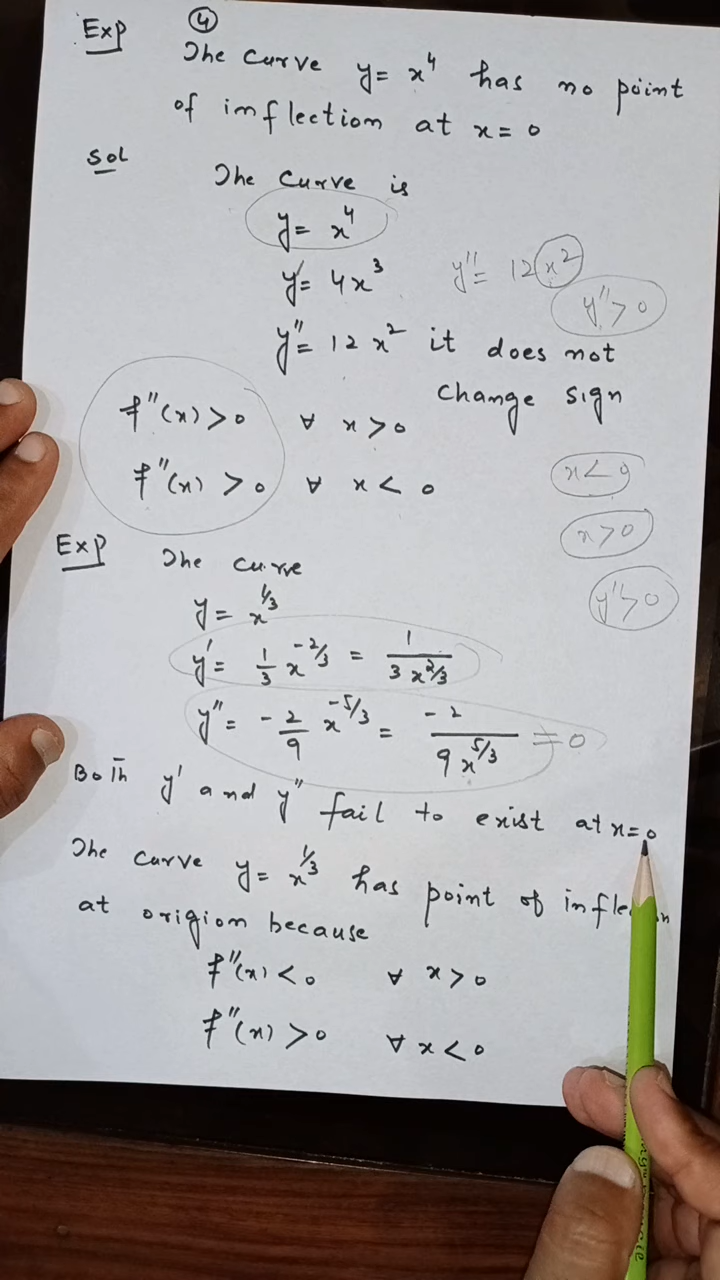 ④
Exp The curve y = x⁴ has no point
of inflection at x = 0
Sol The curve is
y = x⁴
y' = 4x³ y'' = 12x²
y'' > 0
y'' = 12x² it does not
change sign
f''(x) > 0 ∀ x > 0
f''(x) > 0 ∀ x < 0
x < 0
x > 0
y' > 0
Exp The curve
y = x^1/3
y' = 1/3 x^-2/3 = 1/(3x^2/3)
y'' = -2/9 x^-5/3 = -2/(9x^5/3) = 0
Both y' and y'' fail to exist at x = 0
The curve y = x^1/3 has point of
at origion because
f''(x) < 0 ∀ x > 0
f''(x) > 0 ∀ x < 0